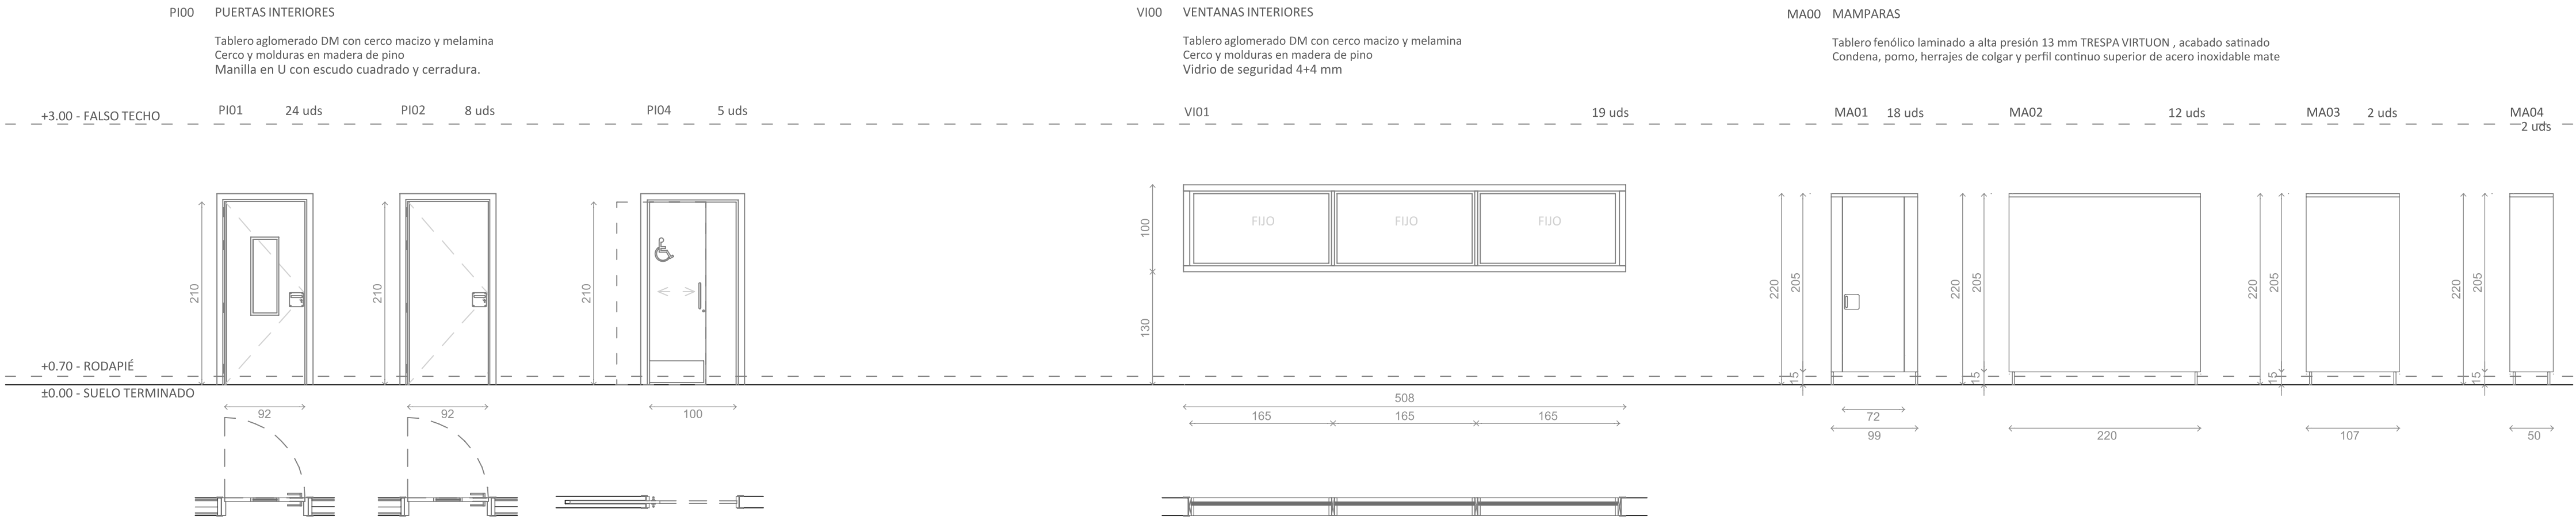 PI00 PUERTAS INTERIORES
Tablero aglomerado DM con cerco macizo y melamina
Cerco y molduras en madera de pino
Manilla en U con escudo cuadrado y cerradura.
VI00 VENTANAS INTERIORES
Tablero aglomerado DM con cerco macizo y melamina
Cerco y molduras en madera de pino
Vidrio de seguridad 4+4 mm
MA00 MAMPARAS
Tablero fenólico laminado a alta presión 13 mm TRESPA VIRTUON , acabado satinado
Condena, pomo, herrajes de colgar y perfil continuo superior de acero inoxidable mate
+3.00 - FALSO TECHO
PI01 24 uds
PI02 8 uds
PI04 5 uds
VI01 19 uds
MA01 18 uds
MA02 12 uds
MA03 2 uds
MA04
2 uds
210
210
210
100
130
FIJO
FIJO
FIJO
220
205
15
220
205
15
220
205
15
220
205
15
+0.70 - RODAPIÉ
±0.00 - SUELO TERMINADO
92
92
100
508
165
165
165
72
99
220
107
50